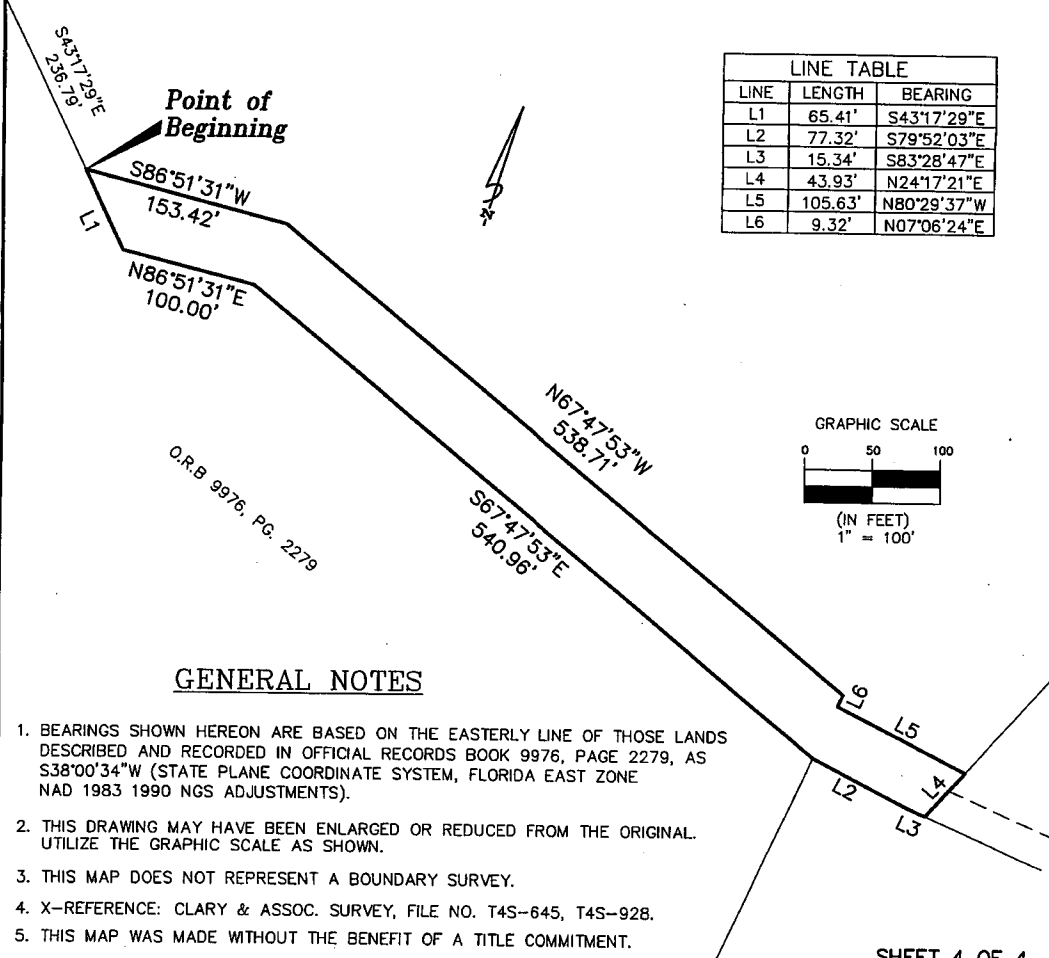 S43°17'29"E
236.79'
Point of
Beginning
S86°51'31"W
153.42'
L1
N86°51'31"E
100.00'
N
LINE TABLE
LINE LENGTH BEARING
L1 65.41' S43°17'29"E
L2 77.32' S79°52'03"E
L3 15.34' S83°28'47"E
L4 43.93' N24°17'21"E
L5 105.63' N80°29'37"W
L6 9.32' N07°06'24"E
N67°47'53"W
538.71'
GRAPHIC SCALE
0 50 100
(IN FEET)
1" = 100'
O.R.B 9976, PG. 2279
S67°47'53"E
540.96'
L6
L5
L4
L2
L3
GENERAL NOTES
1. BEARINGS SHOWN HEREON ARE BASED ON THE EASTERLY LINE OF THOSE LANDS
DESCRIBED AND RECORDED IN OFFICIAL RECORDS BOOK 9976, PAGE 2279, AS
S38°00'34"W (STATE PLANE COORDINATE SYSTEM, FLORIDA EAST ZONE
NAD 1983 1990 NGS ADJUSTMENTS).
2. THIS DRAWING MAY HAVE BEEN ENLARGED OR REDUCED FROM THE ORIGINAL.
UTILIZE THE GRAPHIC SCALE AS SHOWN.
3. THIS MAP DOES NOT REPRESENT A BOUNDARY SURVEY.
4. X-REFERENCE: CLARY & ASSOC. SURVEY, FILE NO. T4S-645, T4S-928.
5. THIS MAP WAS MADE WITHOUT THE BENEFIT OF A TITLE COMMITMENT.
SHEET 4 OF 4